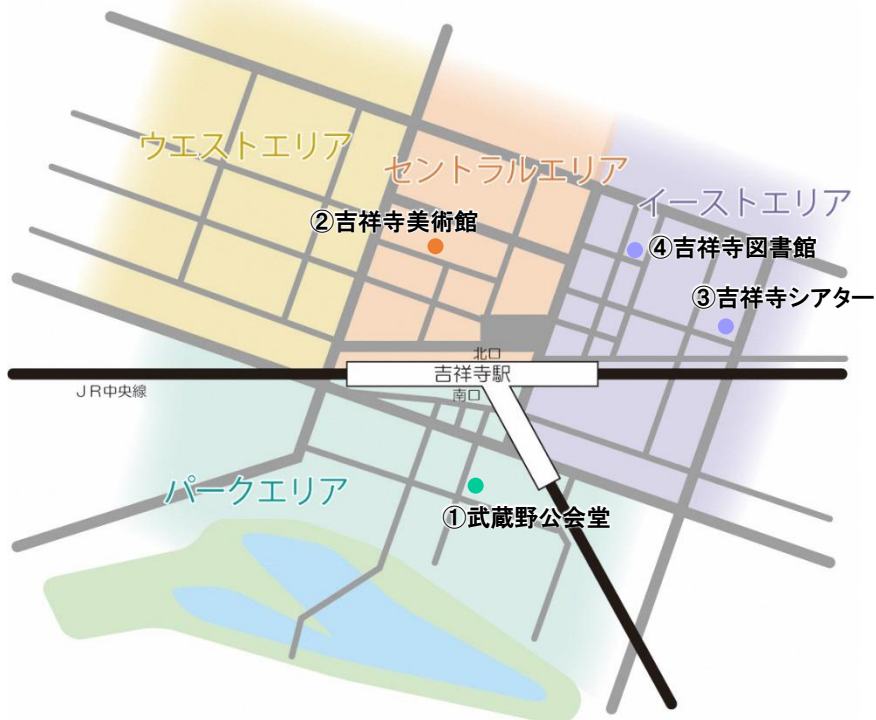 ウエストエリア
セントラルエリア
イーストエリア
②吉祥寺美術館
④吉祥寺図書館
③吉祥寺シアター
北口
吉祥寺駅
南口
JR中央線
パークエリア
①武蔵野公会堂